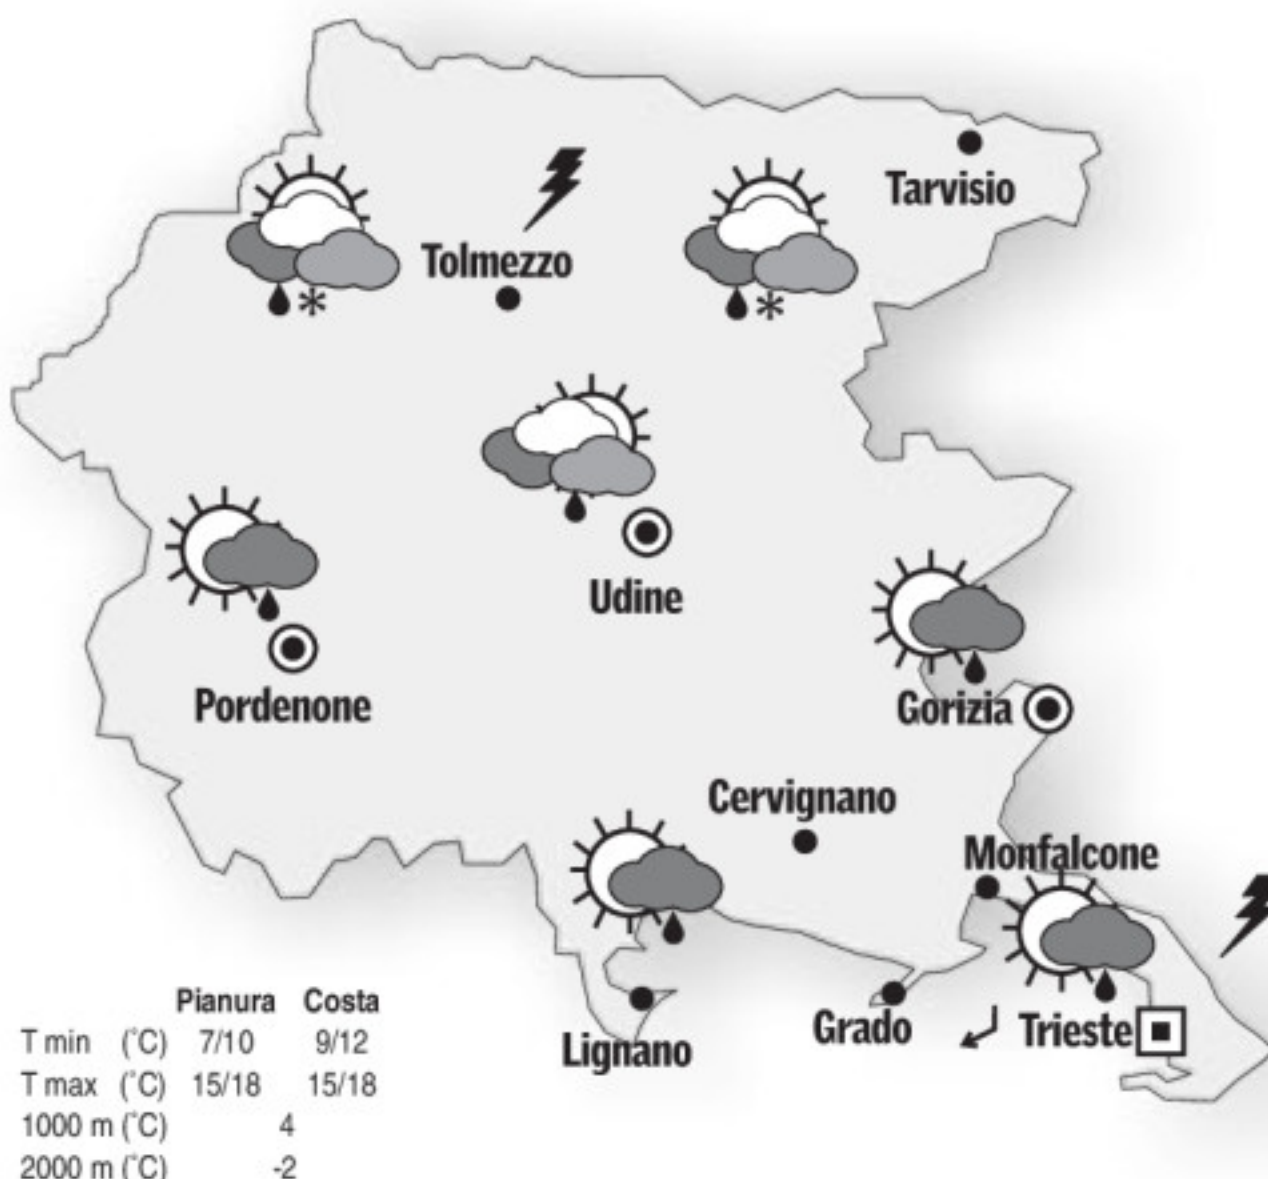 Tarvisio
Tolmezzo
Udine
Pordenone
Gorizia
Cervignano
Monfalcone
Grado
Trieste
Lignano
Pianura Costa
T min (°C) 7/10 9/12
T max (°C) 15/18 15/18
1000 m (°C) 4
2000 m (°C) -2